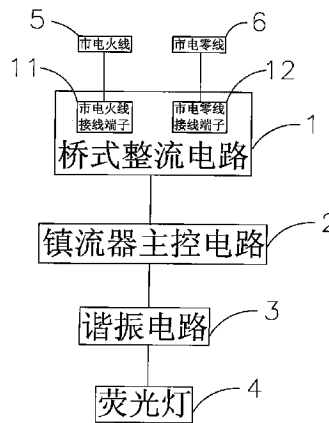 5
市电火线
市电零线
6
11
市电火线
接线端子
市电零线
接线端子
12
桥式整流电路
1
镇流器主控电路
2
谐振电路
3
荧光灯
4